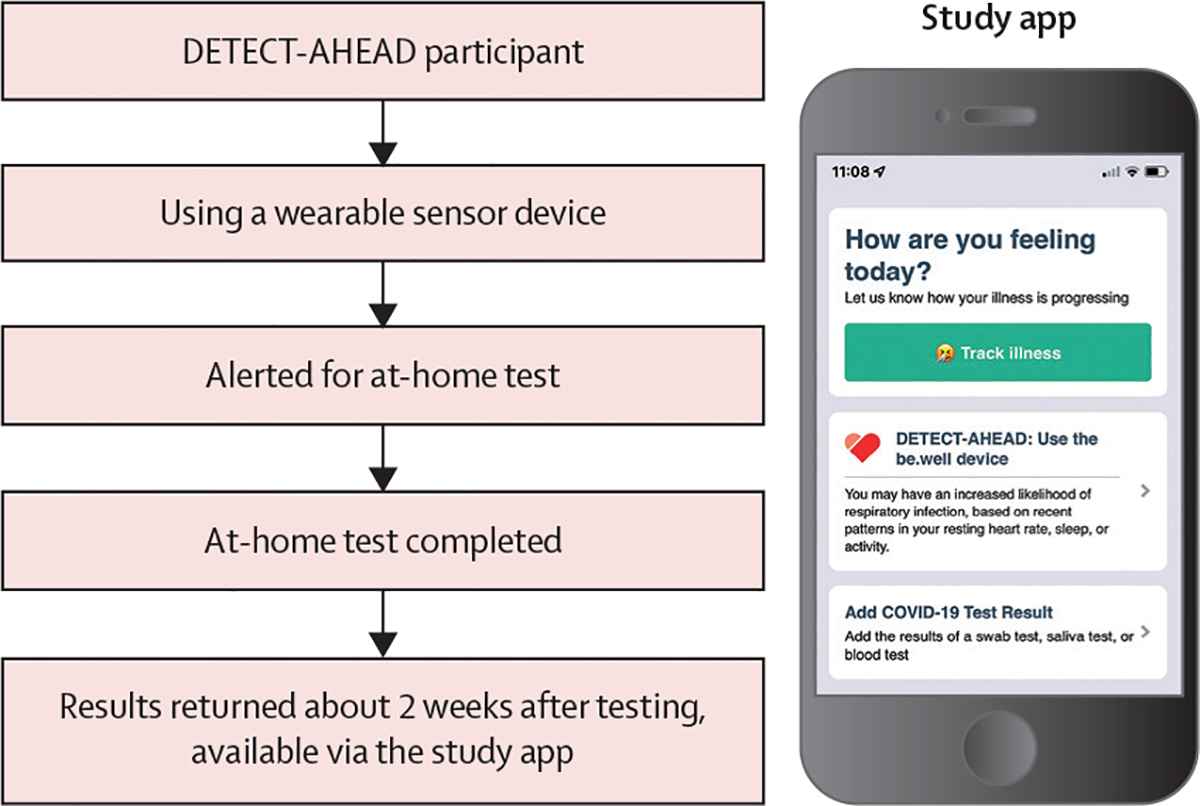 DETECT-AHEAD participant
Using a wearable sensor device
Alerted for at-home test
At-home test completed
Results returned about 2 weeks after testing,
available via the study app
Study app
11:08
How are you feeling
today?
Let us know how your illness is progressing
Track illness
DETECT-AHEAD: Use the
be.well device
You may have an increased likelihood of
respiratory infection, based on recent
patterns in your resting heart rate, sleep, or
activity.
Add COVID-19 Test Result
Add the results of a swab test, saliva test, or
blood test